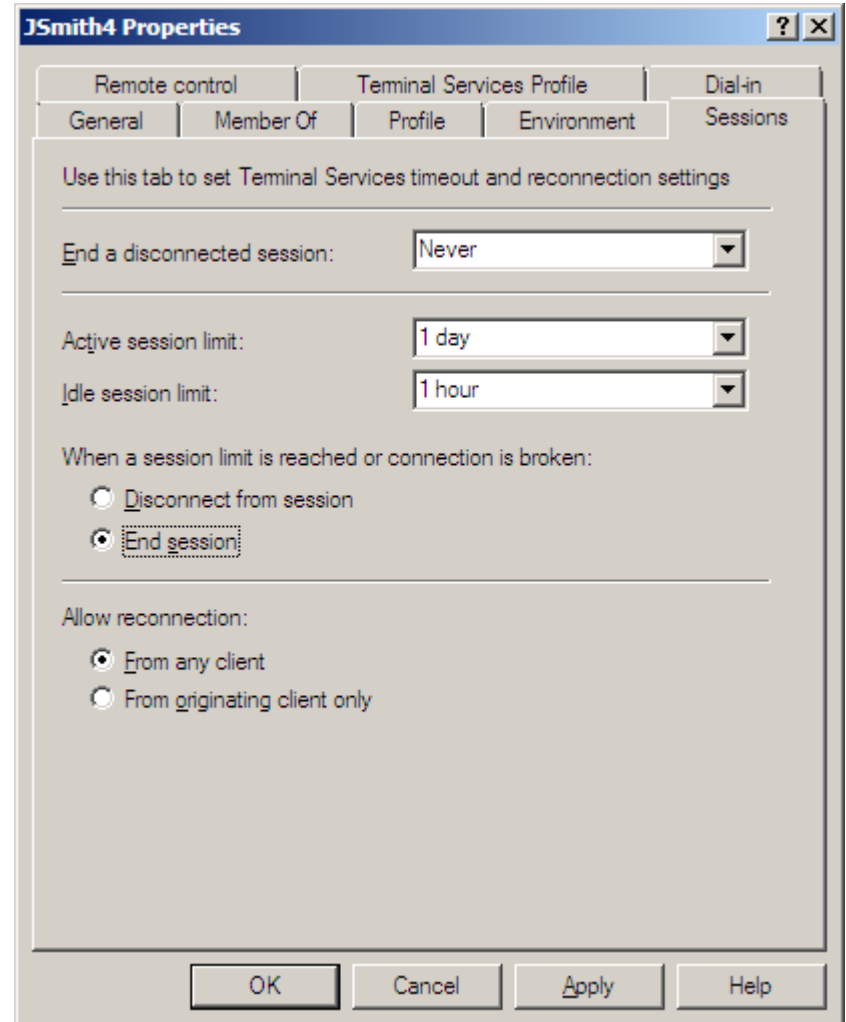 JSmith4 Properties
Remote control Terminal Services Profile Dial-in
General Member Of Profile Environment Sessions
Use this tab to set Terminal Services timeout and reconnection settings
End a disconnected session: Never
Active session limit: 1 day
Idle session limit: 1 hour
When a session limit is reached or connection is broken:
Disconnect from session
End session
Allow reconnection:
From any client
From originating client only
OK Cancel Apply Help